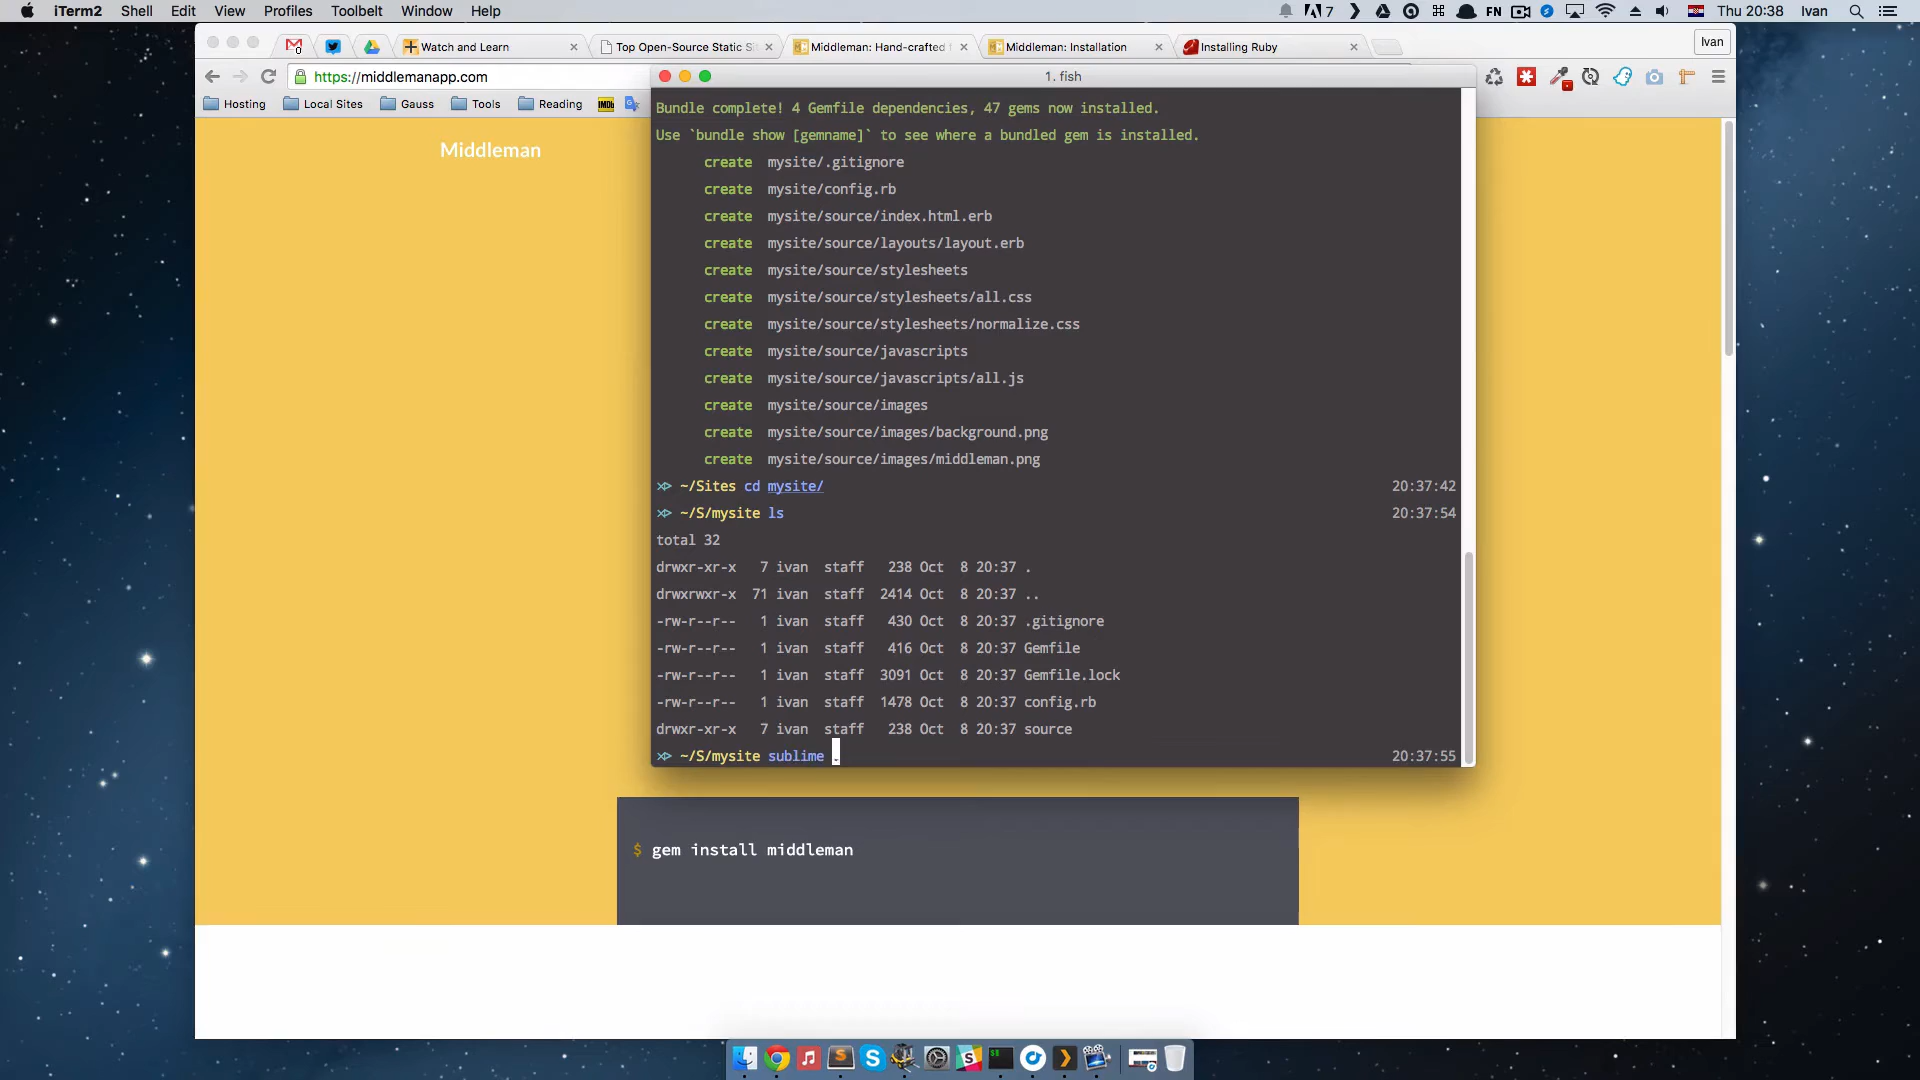 iTerm2 Shell Edit View Profiles Toolbelt Window Help 7 FN Thu 20:38 Ivan
0 Watch and Learn Top Open-Source Static Si Middleman: Hand-crafted Middleman: Installation Installing Ruby Ivan
https://middlemanapp.com
1. fish
Hosting Local Sites Gauss Tools Reading IMDb
Middleman
Bundle complete! 4 Gemfile dependencies, 47 gems now installed.
Use `bundle show [gemname]` to see where a bundled gem is installed.
create mysite/.gitignore
create mysite/config.rb
create mysite/source/index.html.erb
create mysite/source/layouts/layout.erb
create mysite/source/stylesheets
create mysite/source/stylesheets/all.css
create mysite/source/stylesheets/normalize.css
create mysite/source/javascripts
create mysite/source/javascripts/all.js
create mysite/source/images
create mysite/source/images/background.png
create mysite/source/images/middleman.png
~/Sites cd mysite/ 20:37:42
~/S/mysite ls 20:37:54
total 32
drwxr-xr-x 7 ivan staff 238 Oct 8 20:37 .
drwxrwxr-x 71 ivan staff 2414 Oct 8 20:37 ..
-rw-r--r-- 1 ivan staff 430 Oct 8 20:37 .gitignore
-rw-r--r-- 1 ivan staff 416 Oct 8 20:37 Gemfile
-rw-r--r-- 1 ivan staff 3091 Oct 8 20:37 Gemfile.lock
-rw-r--r-- 1 ivan staff 1478 Oct 8 20:37 config.rb
drwxr-xr-x 7 ivan staff 238 Oct 8 20:37 source
~/S/mysite sublime . 20:37:55
$ gem install middleman